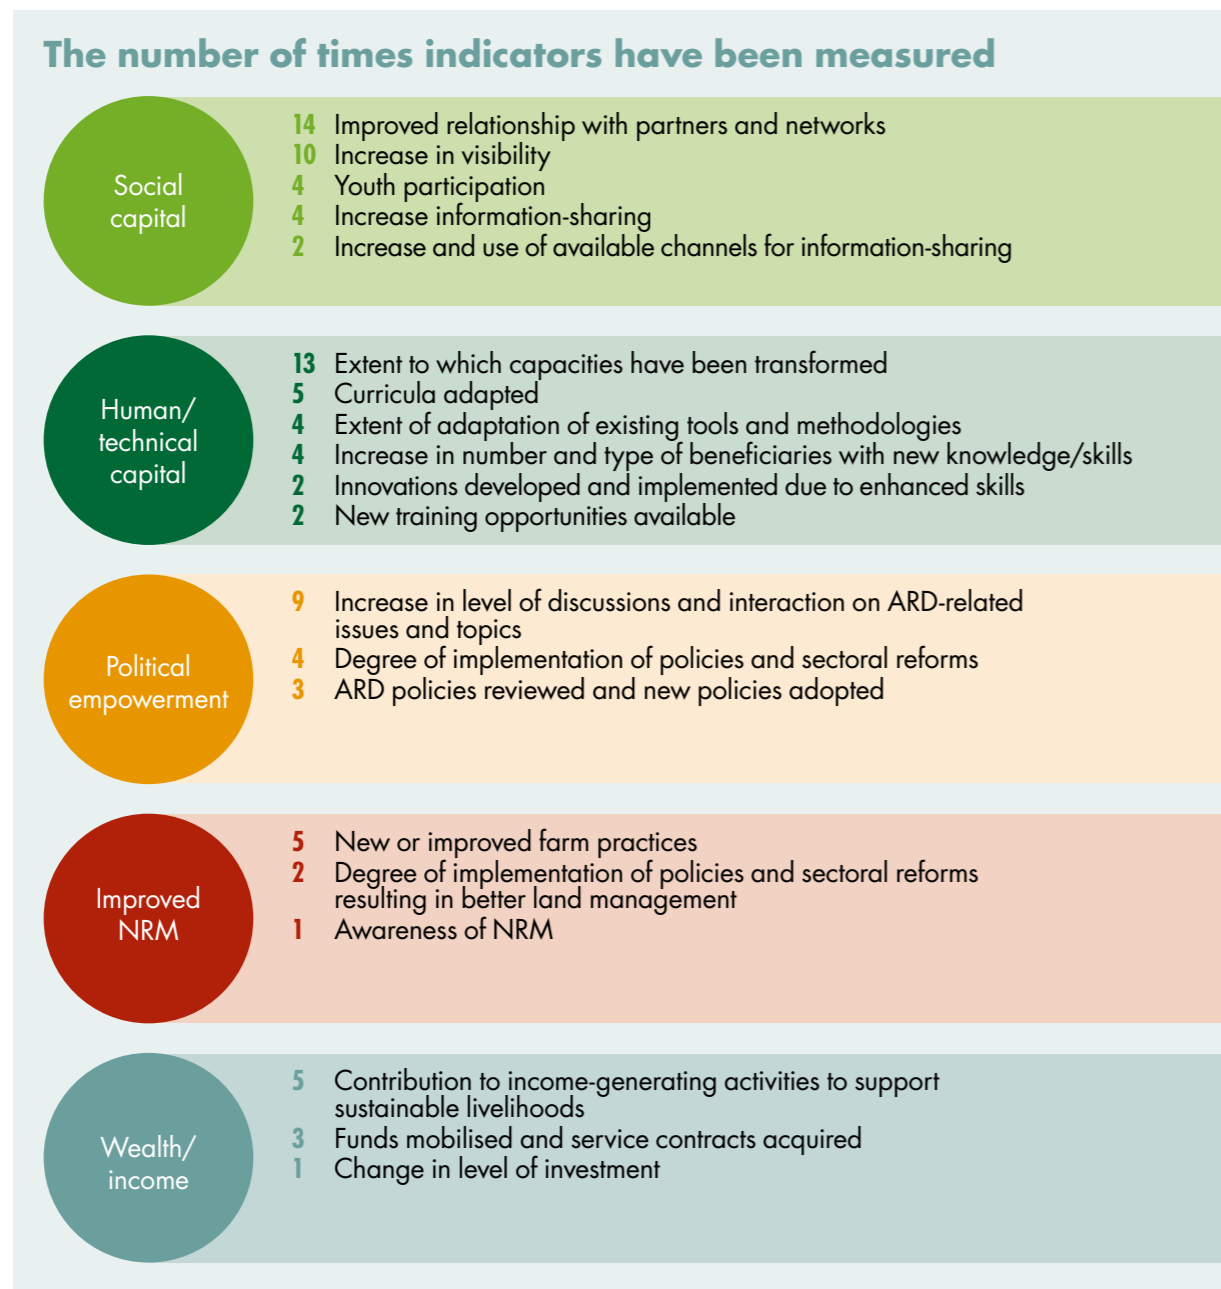 The number of times indicators have been measured
Social
capital
14 Improved relationship with partners and networks
10 Increase in visibility
4 Youth participation
4 Increase information-sharing
2 Increase and use of available channels for information-sharing
Human/
technical
capital
13 Extent to which capacities have been transformed
5 Curricula adapted
4 Extent of adaptation of existing tools and methodologies
4 Increase in number and type of beneficiaries with new knowledge/skills
2 Innovations developed and implemented due to enhanced skills
2 New training opportunities available
Political
empowerment
9 Increase in level of discussions and interaction on ARD-related
issues and topics
4 Degree of implementation of policies and sectoral reforms
3 ARD policies reviewed and new policies adopted
Improved
NRM
5 New or improved farm practices
2 Degree of implementation of policies and sectoral reforms
resulting in better land management
1 Awareness of NRM
Wealth/
income
5 Contribution to income-generating activities to support
sustainable livelihoods
3 Funds mobilised and service contracts acquired
1 Change in level of investment